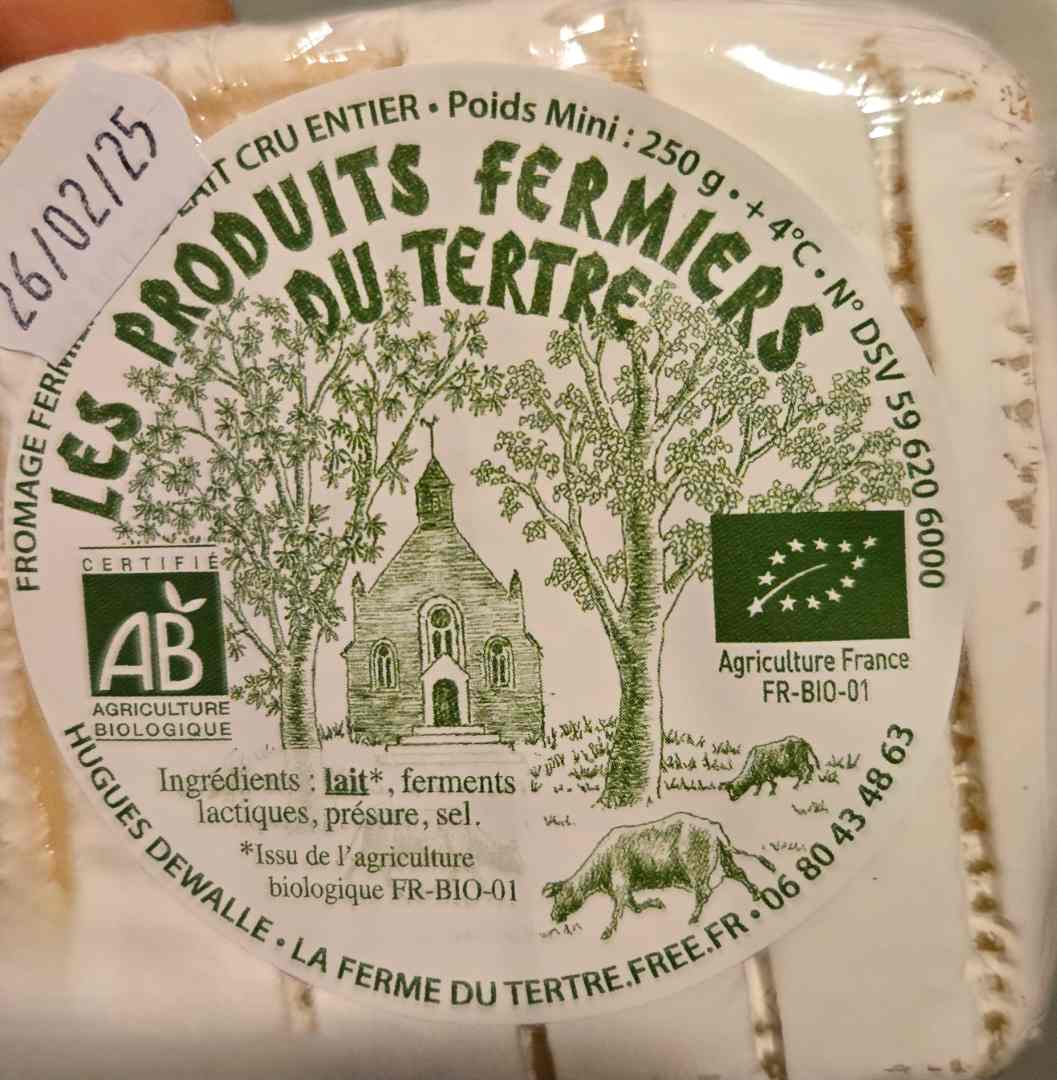 26/02/25
FROMAGE FERMIE LAIT CRU ENTIER • Poids Mini : 250 g • +4°C • N° DSV 59 620 6000
LES PRODUITS FERMIERS
DU TERTRE
CERTIFIÉ
AB
AGRICULTURE
BIOLOGIQUE
Agriculture France
FR-BIO-01
Ingrédients : lait*, ferments
lactiques, présure, sel.
*Issu de l'agriculture
biologique FR-BIO-01
HUGUES DEWALLE • LA FERME DU TERTRE.FREE.FR • 06 80 43 48 63